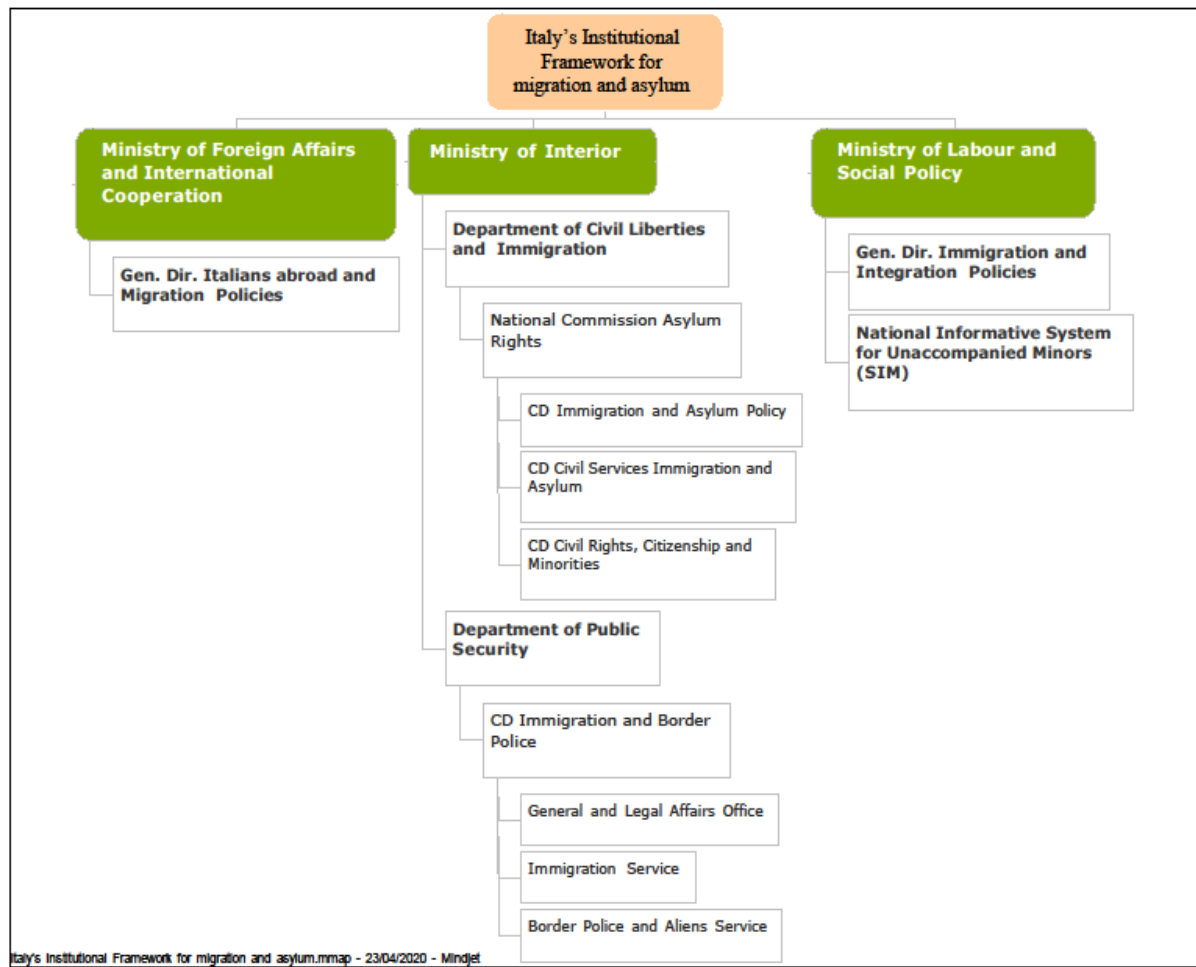 Italy's Institutional
Framework for
migration and asylum
Ministry of Foreign Affairs
and International
Cooperation
Gen. Dir. Italians abroad and
Migration Policies
Ministry of Interior
Department of Civil Liberties
and Immigration
National Commission Asylum
Rights
CD Immigration and Asylum Policy
CD Civil Services Immigration and
Asylum
CD Civil Rights, Citizenship and
Minorities
Department of Public
Security
CD Immigration and Border
Police
General and Legal Affairs Office
Immigration Service
Border Police and Aliens Service
Ministry of Labour and
Social Policy
Gen. Dir. Immigration and
Integration Policies
National Informative System
for Unaccompanied Minors
(SIM)
Italy's Institutional Framework for migration and asylum.mmap - 23/04/2020 - Mindjet